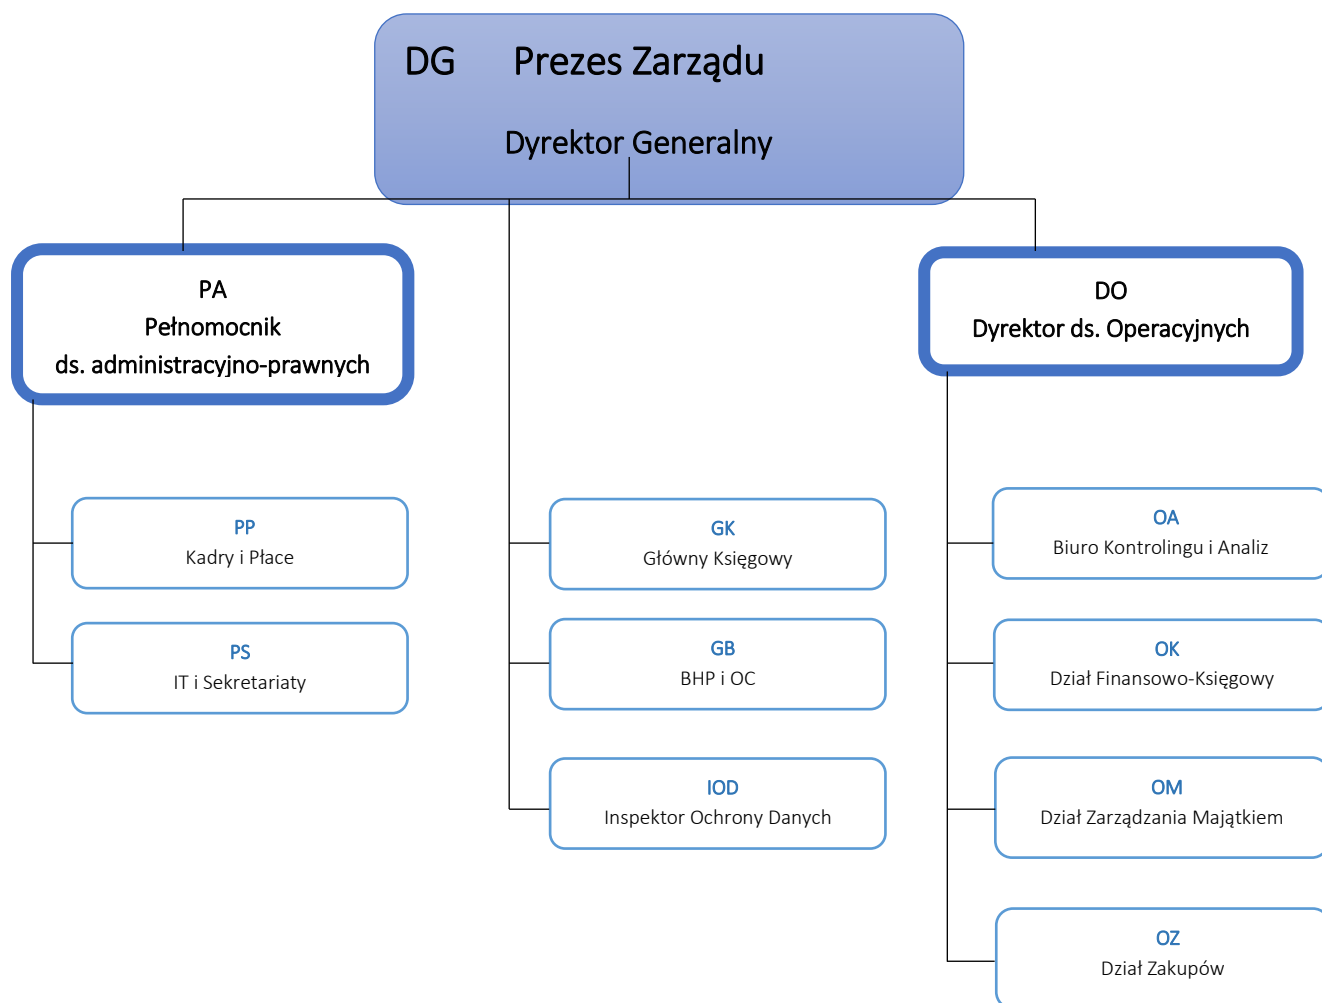 DG Prezes Zarządu
Dyrektor Generalny
PA
Pełnomocnik
ds. administracyjno-prawnych
DO
Dyrektor ds. Operacyjnych
PP
Kadry i Płace
PS
IT i Sekretariaty
GK
Główny Księgowy
GB
BHP i OC
IOD
Inspektor Ochrony Danych
OA
Biuro Kontrolingu i Analiz
OK
Dział Finansowo-Księgowy
OM
Dział Zarządzania Majątkiem
OZ
Dział Zakupów